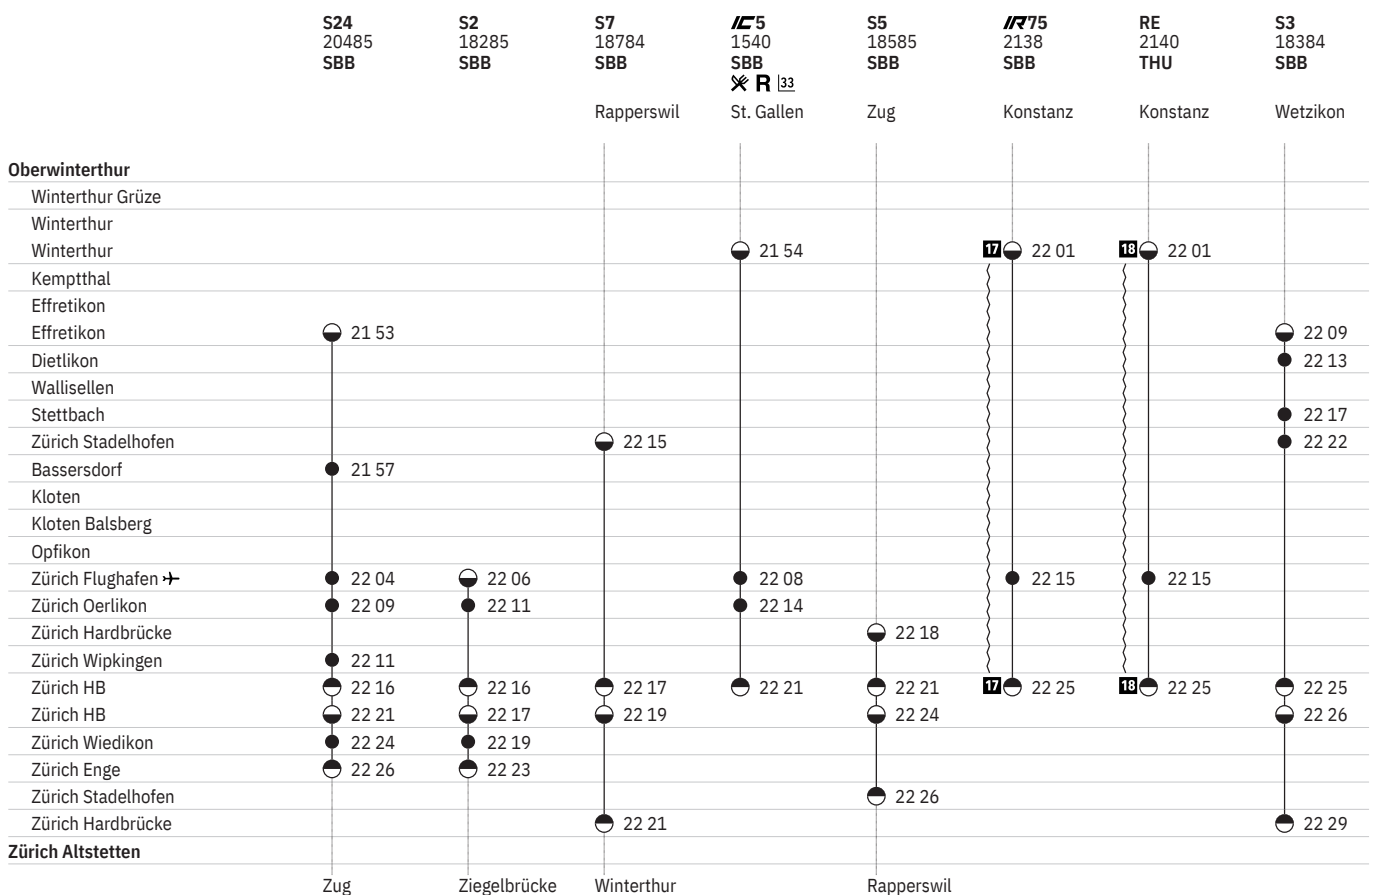 S24 S2 S7 IC5 S5 IR75 RE S3
20485 18285 18784 1540 18585 2138 2140 18384
SBB SBB SBB SBB SBB SBB THU SBB
R 33
Rapperswil St. Gallen Zug Konstanz Konstanz Wetzikon
Oberwinterthur
Winterthur Grüze
Winterthur
Winterthur 21 54 17 22 01 18 22 01
Kemptthal
Effretikon
Effretikon 21 53 22 09
Dietlikon 22 13
Wallisellen
Stettbach 22 17
Zürich Stadelhofen 22 15 22 22
Bassersdorf 21 57
Kloten
Kloten Balsberg
Opfikon
Zürich Flughafen 22 04 22 06 22 08 22 15 22 15
Zürich Oerlikon 22 09 22 11 22 14
Zürich Hardbrücke 22 18
Zürich Wipkingen 22 11
Zürich HB 22 16 22 16 22 17 22 21 22 21 17 22 25 18 22 25 22 25
Zürich HB 22 21 22 17 22 19 22 24 22 26
Zürich Wiedikon 22 24 22 19
Zürich Enge 22 26 22 23
Zürich Stadelhofen 22 26
Zürich Hardbrücke 22 21 22 29
Zürich Altstetten
Zug Ziegelbrücke Winterthur Rapperswil